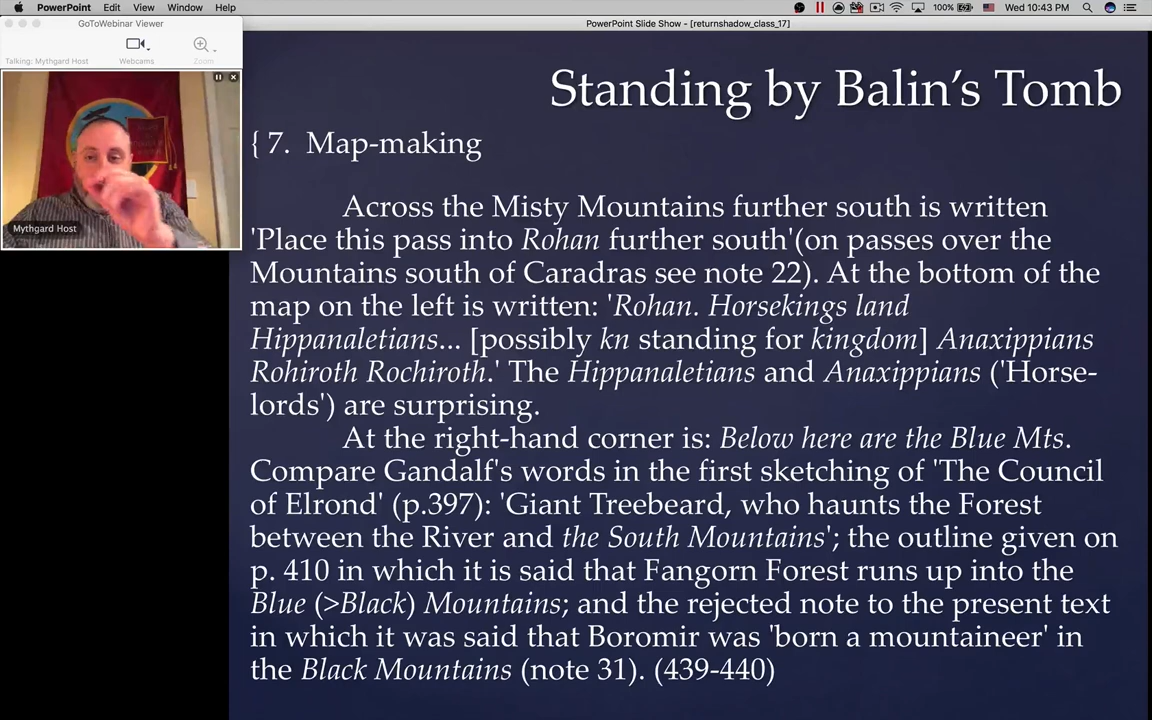 PowerPoint Edit View Window Help 100% Wed 10:43 PM
GoToWebinar Viewer
PowerPoint Slide Show - [returnshadow_class_17]
Talking: Mythgard Host
Webcams
Zoom
Mythgard Host
Standing by Balin’s Tomb
{ 7. Map-making
Across the Misty Mountains further south is written
'Place this pass into Rohan further south'(on passes over the
Mountains south of Caradras see note 22). At the bottom of the
map on the left is written: 'Rohan. Horsekings land
Hippanaletians... [possibly kn standing for kingdom] Anaxippians
Rohiroth Rochiroth.' The Hippanaletians and Anaxippians ('Horse-
lords') are surprising.
At the right-hand corner is: Below here are the Blue Mts.
Compare Gandalf's words in the first sketching of 'The Council
of Elrond' (p.397): 'Giant Treebeard, who haunts the Forest
between the River and the South Mountains'; the outline given on
p. 410 in which it is said that Fangorn Forest runs up into the
Blue (>Black) Mountains; and the rejected note to the present text
in which it was said that Boromir was 'born a mountaineer' in
the Black Mountains (note 31). (439-440)